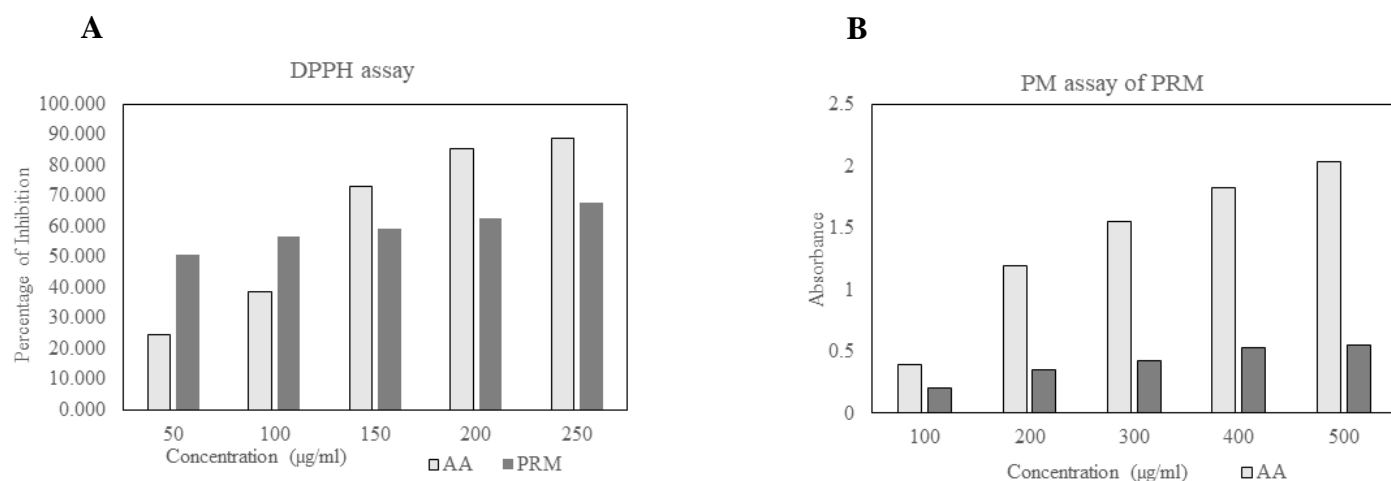 A
B
DPPH assay
100.000
90.000
80.000
70.000
60.000
50.000
40.000
30.000
20.000
10.000
0.000
Percentage of Inhibition
50 100 150 200 250
Concentration (µg/ml)
AA PRM
PM assay of PRM
2.5
2
1.5
1
0.5
0
Absorbance
100 200 300 400 500
Concentration (µg/ml)
AA